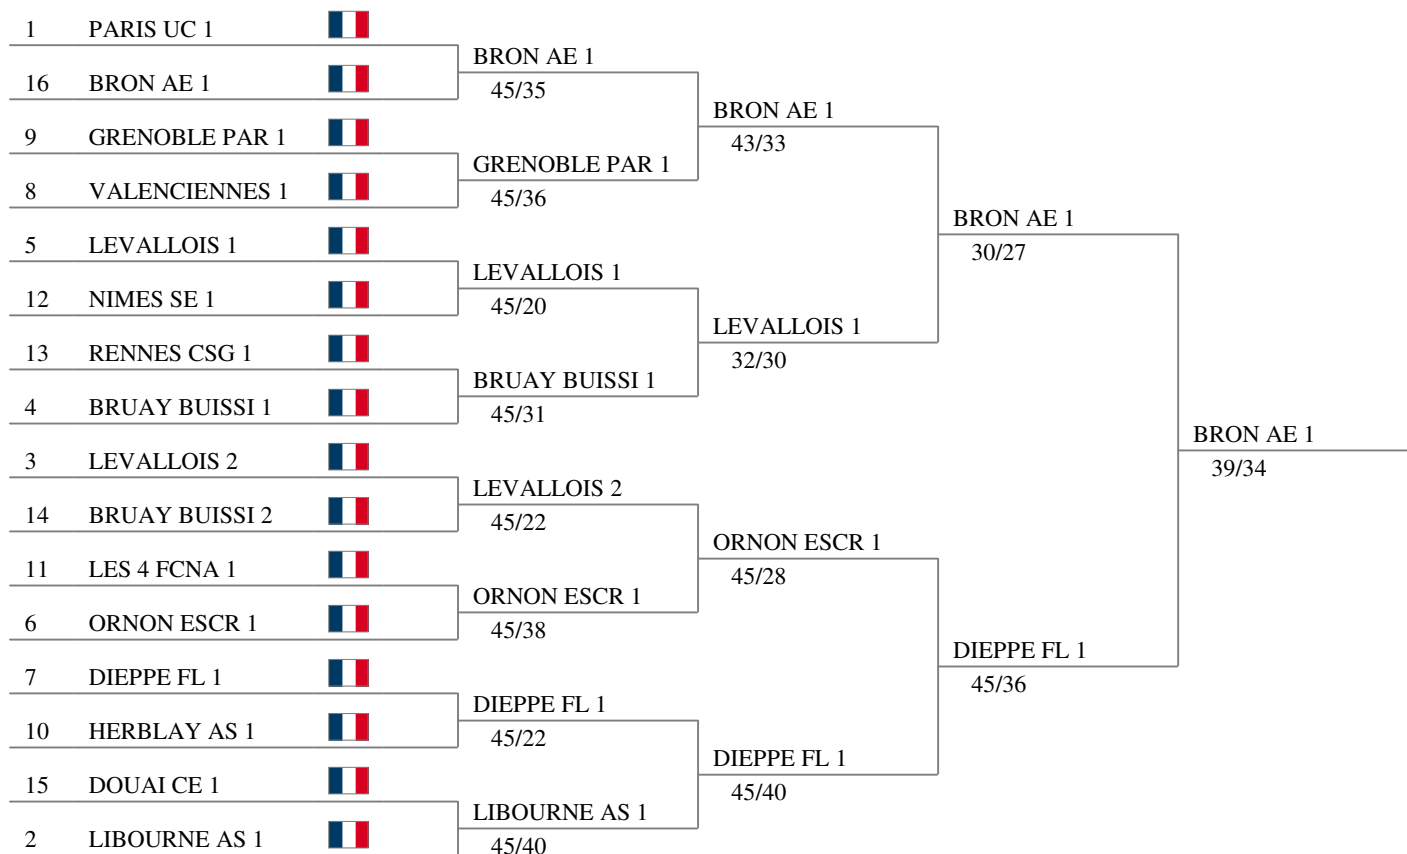 1 PARIS UC 1
16 BRON AE 1
9 GRENOBLE PAR 1
8 VALENCIENNES 1
5 LEVALLOIS 1
12 NIMES SE 1
13 RENNES CSG 1
4 BRUAY BUISSI 1
3 LEVALLOIS 2
14 BRUAY BUISSI 2
11 LES 4 FCNA 1
6 ORNON ESCR 1
7 DIEPPE FL 1
10 HERBLAY AS 1
15 DOUAI CE 1
2 LIBOURNE AS 1
BRON AE 1
45/35
GRENOBLE PAR 1
45/36
LEVALLOIS 1
45/20
BRUAY BUISSI 1
45/31
LEVALLOIS 2
45/22
ORNON ESCR 1
45/38
DIEPPE FL 1
45/22
LIBOURNE AS 1
45/40
BRON AE 1
43/33
LEVALLOIS 1
32/30
ORNON ESCR 1
45/28
DIEPPE FL 1
45/40
BRON AE 1
30/27
DIEPPE FL 1
45/36
BRON AE 1
39/34